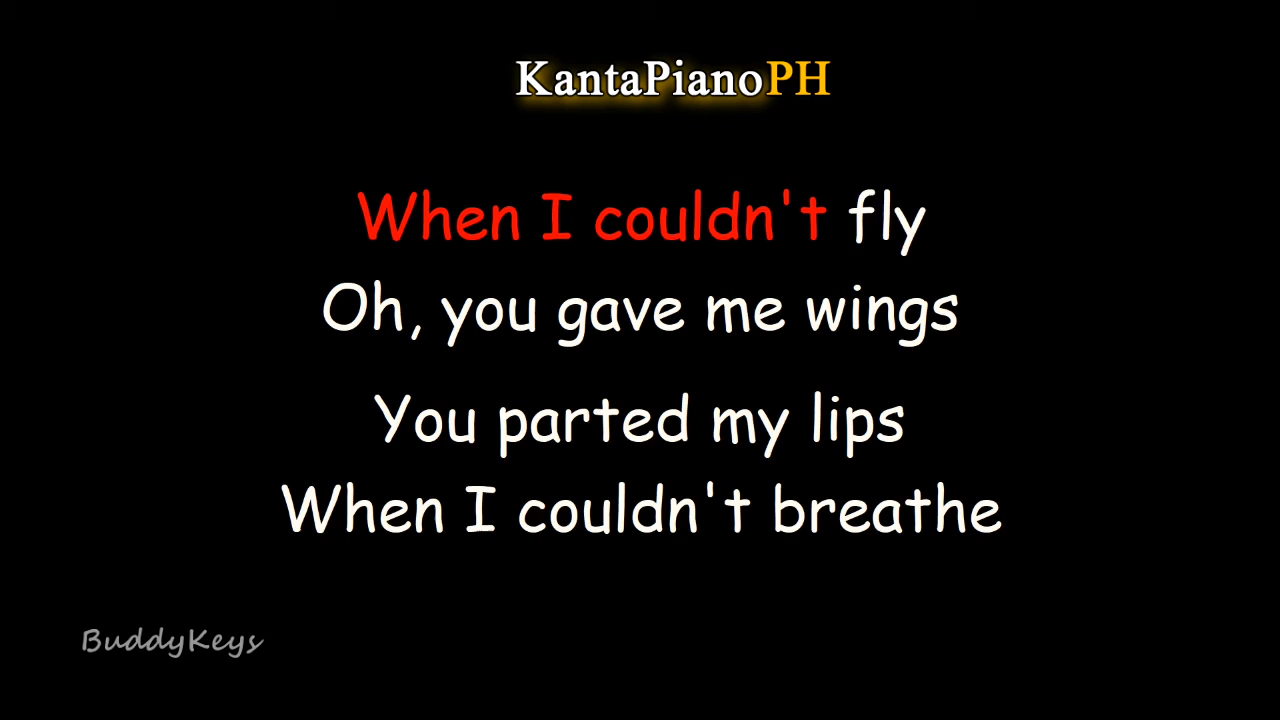 KantaPianoPH
When I couldn't fly
Oh, you gave me wings
You parted my lips
When I couldn't breathe
BuddyKeys